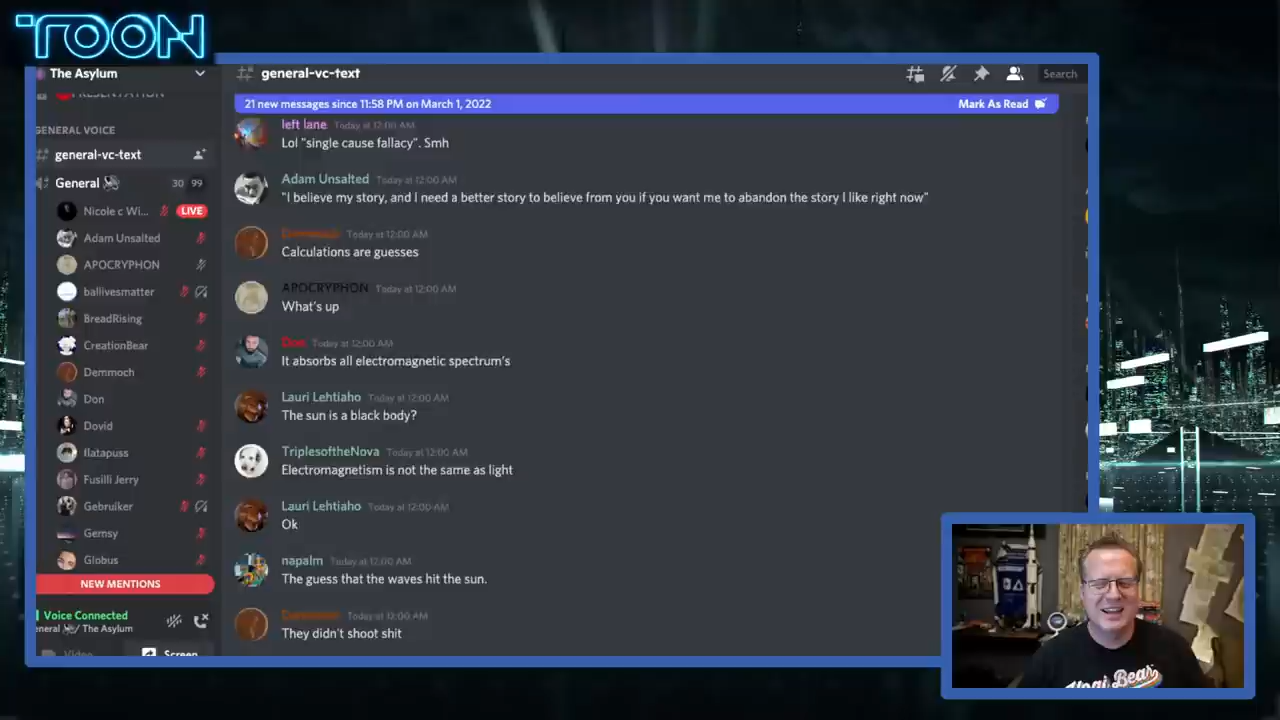 TOON
The Asylum
PRESENTATION
GENERAL VOICE
general-vc-text
General
30 99
Nicole c Wi... LIVE
Adam Unsalted
APOCRYPHON
ballivesmatter
BreadRising
CreationBear
Demmoch
Don
Dovid
Fusilli Jerry
Gebruiker
Gemsy
Globus
NEW MENTIONS
Voice Connected
eneral / The Asylum
Video
Screen
general-vc-text
Search
21 new messages since 11:58 PM on March 1, 2022
Mark As Read
left lane Today at 12:00 AM
Lol "single cause fallacy". Smh
Adam Unsalted Today at 12:00 AM
"I believe my story, and I need a better story to believe from you if you want me to abandon the story I like right now"
Demmoch Today at 12:00 AM
Calculations are guesses
APOCRYPHON Today at 12:00 AM
What's up
Don Today at 12:00 AM
It absorbs all electromagnetic spectrum's
Lauri Lehtiaho Today at 12:00 AM
The sun is a black body?
TriplesoftheNova Today at 12:00 AM
Electromagnetism is not the same as light
Lauri Lehtiaho Today at 12:00 AM
Ok
napalm Today at 12:00 AM
The guess that the waves hit the sun.
Demmoch Today at 12:00 AM
They didn't shoot shit
Yogi Bear